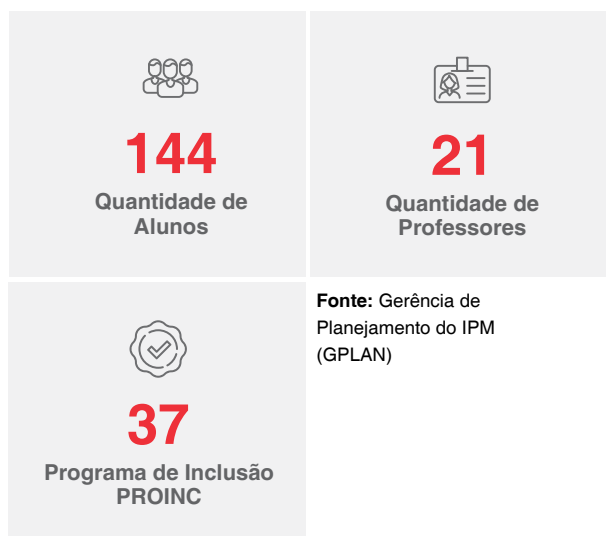 144
Quantidade de
Alunos
21
Quantidade de
Professores
37
Programa de Inclusão
PROINC
Fonte: Gerência de
Planejamento do IPM
(GPLAN)